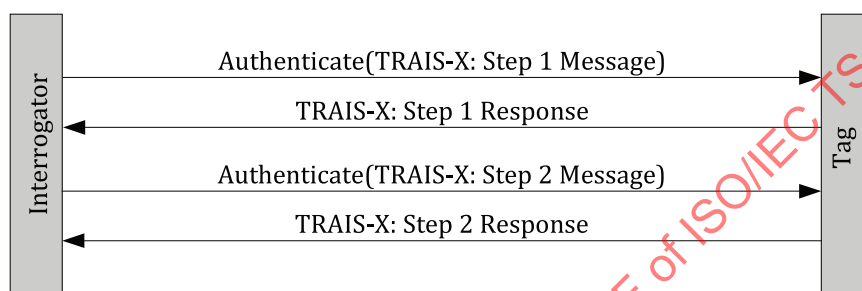 Interrogator
Authenticate(TRAIS-X: Step 1 Message)
TRAIS-X: Step 1 Response
Authenticate(TRAIS-X: Step 2 Message)
TRAIS-X: Step 2 Response
Tag
of ISO/IEC TS